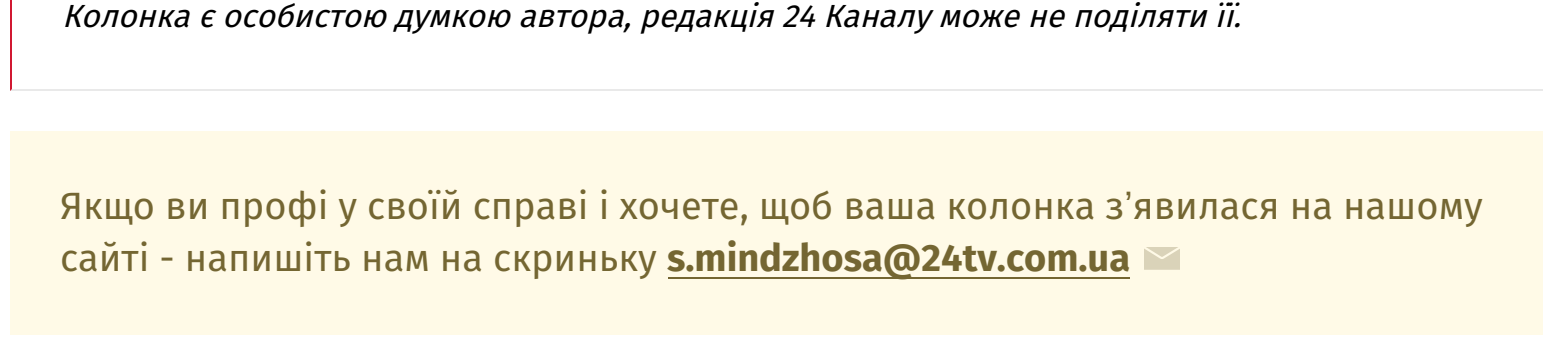 Колонка є особистою думкою автора, редакція 24 Каналу може не поділяти її.
Якщо ви профі у своїй справі і хочете, щоб ваша колонка з’явилася на нашому
сайті - напишіть нам на скриньку s.mindzhosa@24tv.com.ua